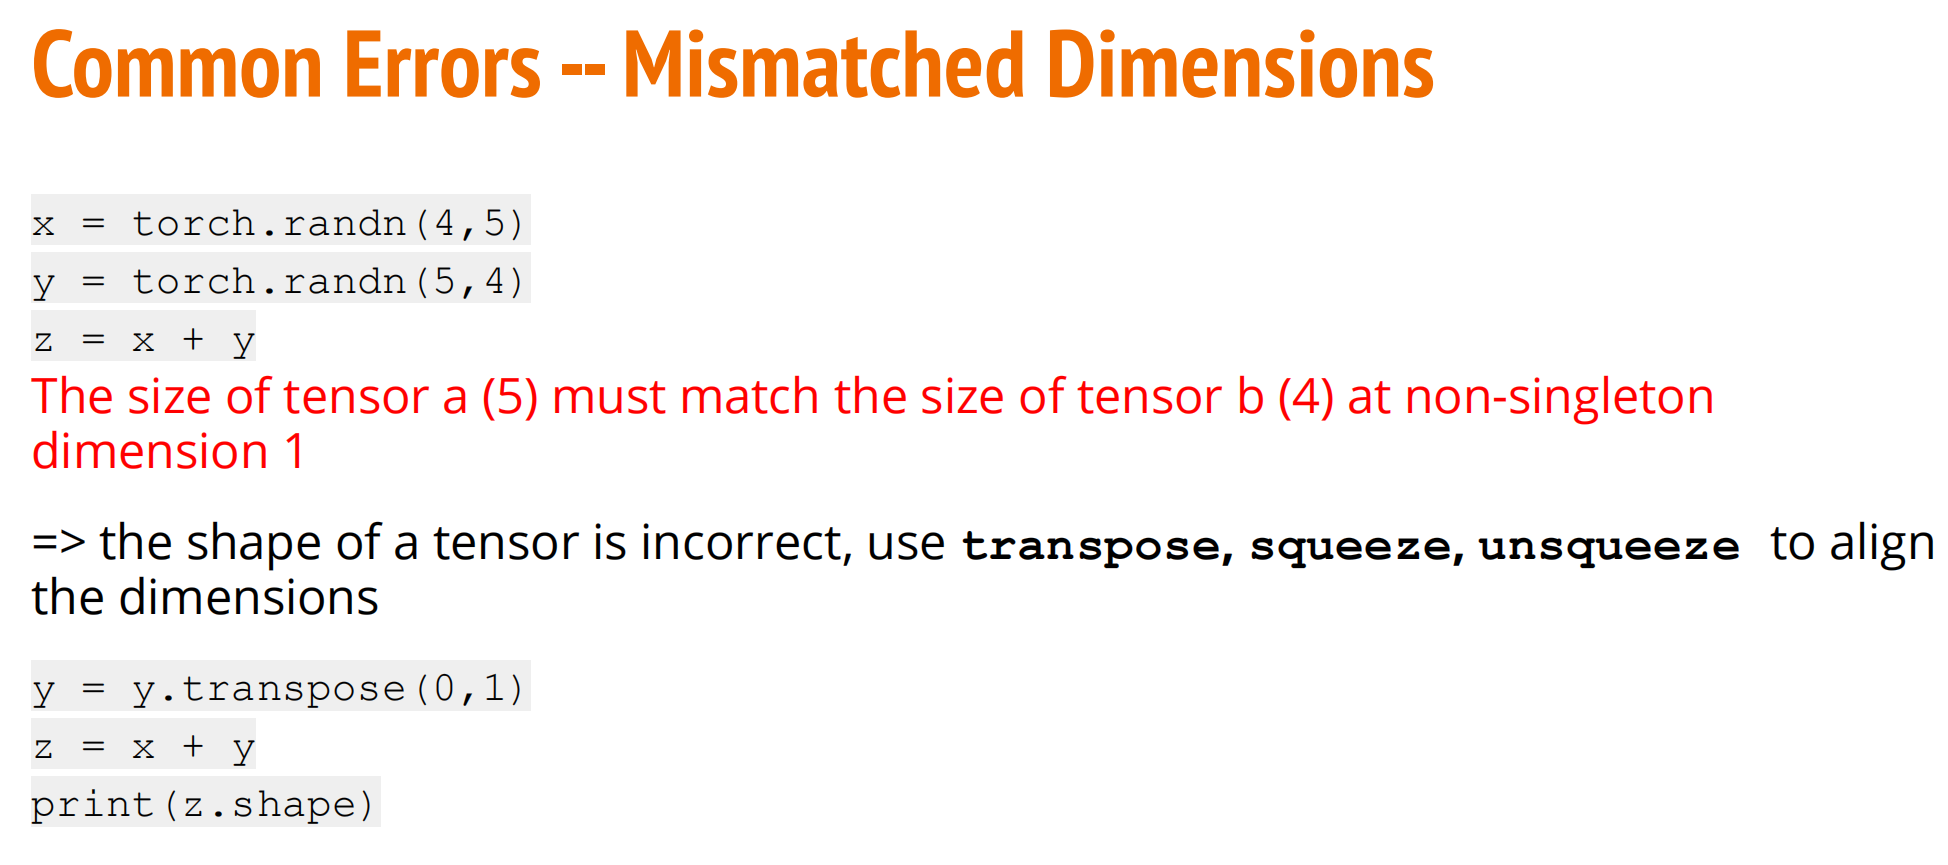 Common Errors -- Mismatched Dimensions
x = torch.randn(4,5)
y = torch.randn(5,4)
z = x + y
The size of tensor a (5) must match the size of tensor b (4) at non-singleton
dimension 1
=> the shape of a tensor is incorrect, use transpose, squeeze, unsqueeze to align
the dimensions
y = y.transpose(0,1)
z = x + y
print(z.shape)